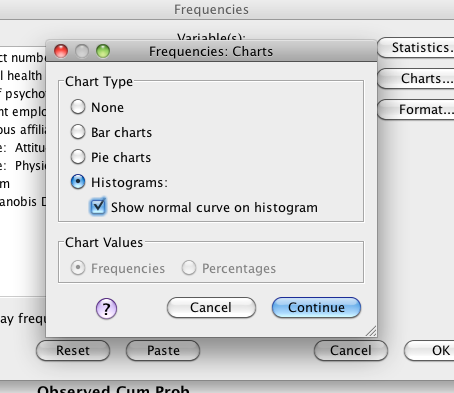 Frequencies
Variable(s):
Frequencies: Charts
Statistics...
Charts...
Format...
ct numbe
l health
f psycho
nt emplo
ous affilia
e: Attitu
e: Physi
m
anobis D
Chart Type
None
Bar charts
Pie charts
Histograms:
Show normal curve on histogram
Chart Values
Frequencies Percentages
? Cancel Continue
ay frequ
Reset Paste Cancel OK
Observed Cum Prob